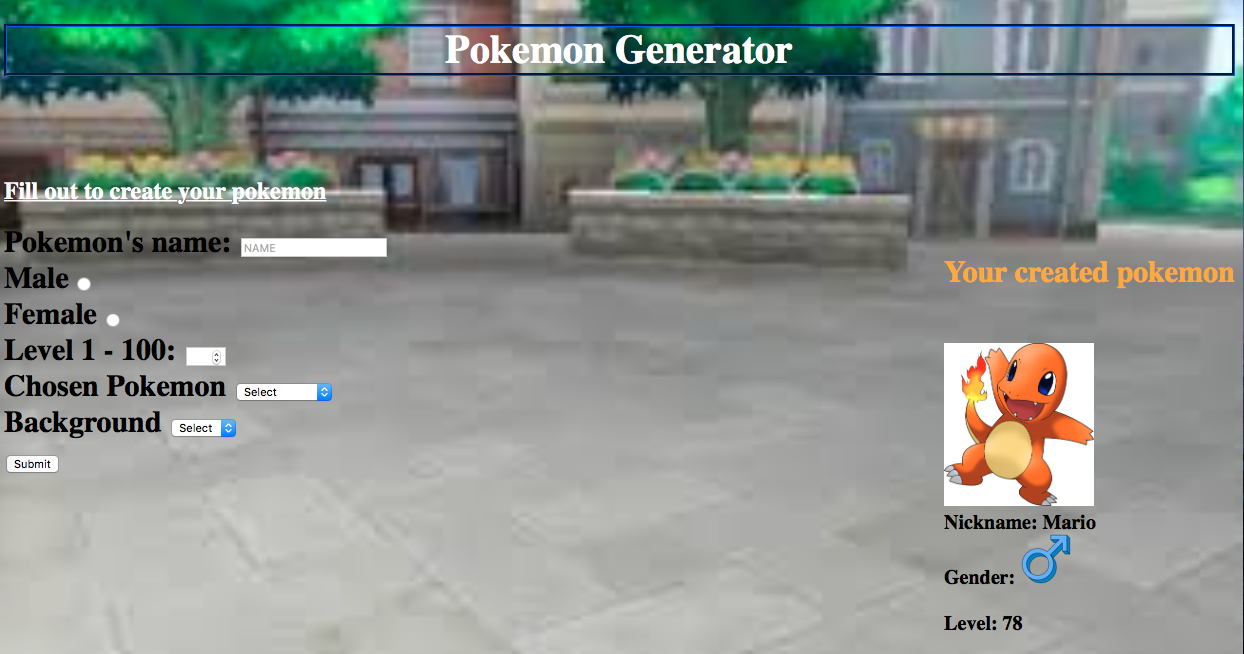 Pokemon Generator
Fill out to create your pokemon
Pokemon's name: NAME
Male
Female
Level 1 - 100:
Chosen Pokemon Select
Background Select
Submit
Your created pokemon
Nickname: Mario
Gender:
Level: 78